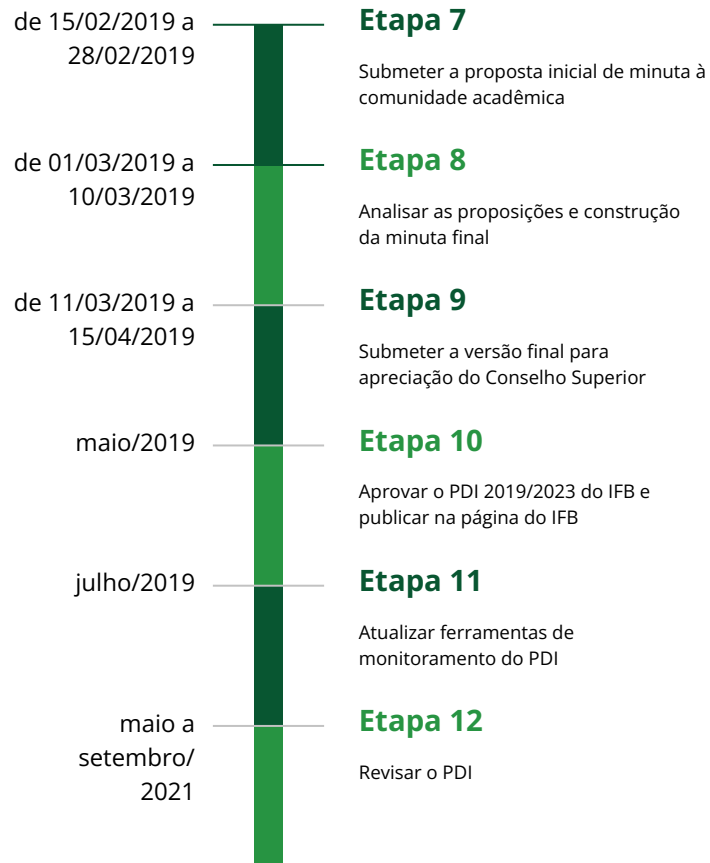 de 15/02/2019 a
28/02/2019
Etapa 7
Submeter a proposta inicial de minuta à
comunidade acadêmica
de 01/03/2019 a
10/03/2019
Etapa 8
Analisar as proposições e construção
da minuta final
de 11/03/2019 a
15/04/2019
Etapa 9
Submeter a versão final para
apreciação do Conselho Superior
maio/2019
Etapa 10
Aprovar o PDI 2019/2023 do IFB e
publicar na página do IFB
julho/2019
Etapa 11
Atualizar ferramentas de
monitoramento do PDI
maio a
setembro/
2021
Etapa 12
Revisar o PDI